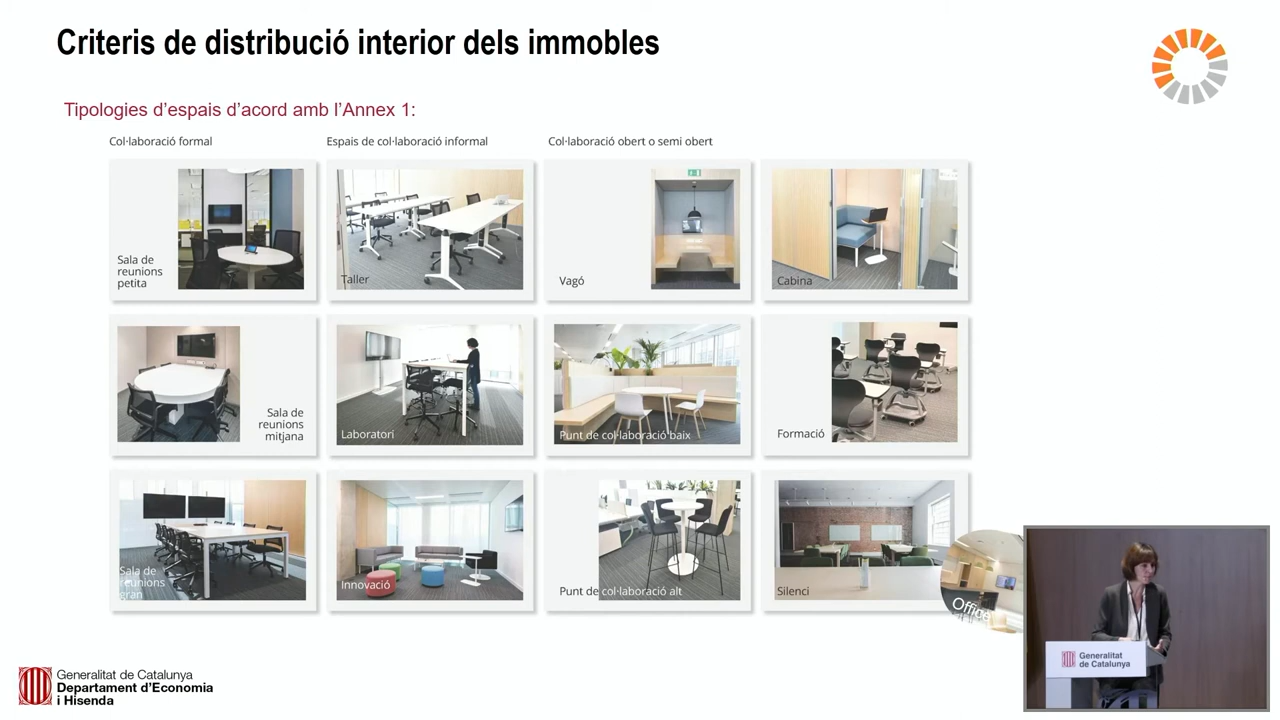 Criteris de distribució interior dels immobles
Tipologies d’espais d’acord amb l’Annex 1:
Col·laboració formal
Espais de col·laboració informal
Col·laboració obert o semi obert
Sala de
reunions
petita
Taller
Vagó
Cabina
Sala de
reunions
mitjana
Laboratori
Punt de col·laboració baix
Formació
Sala de
reunions
gran
Innovació
Punt de col·laboració alt
Silenci
Office
Generalitat
de Catalunya
Generalitat de Catalunya
Departament d’Economia
i Hisenda